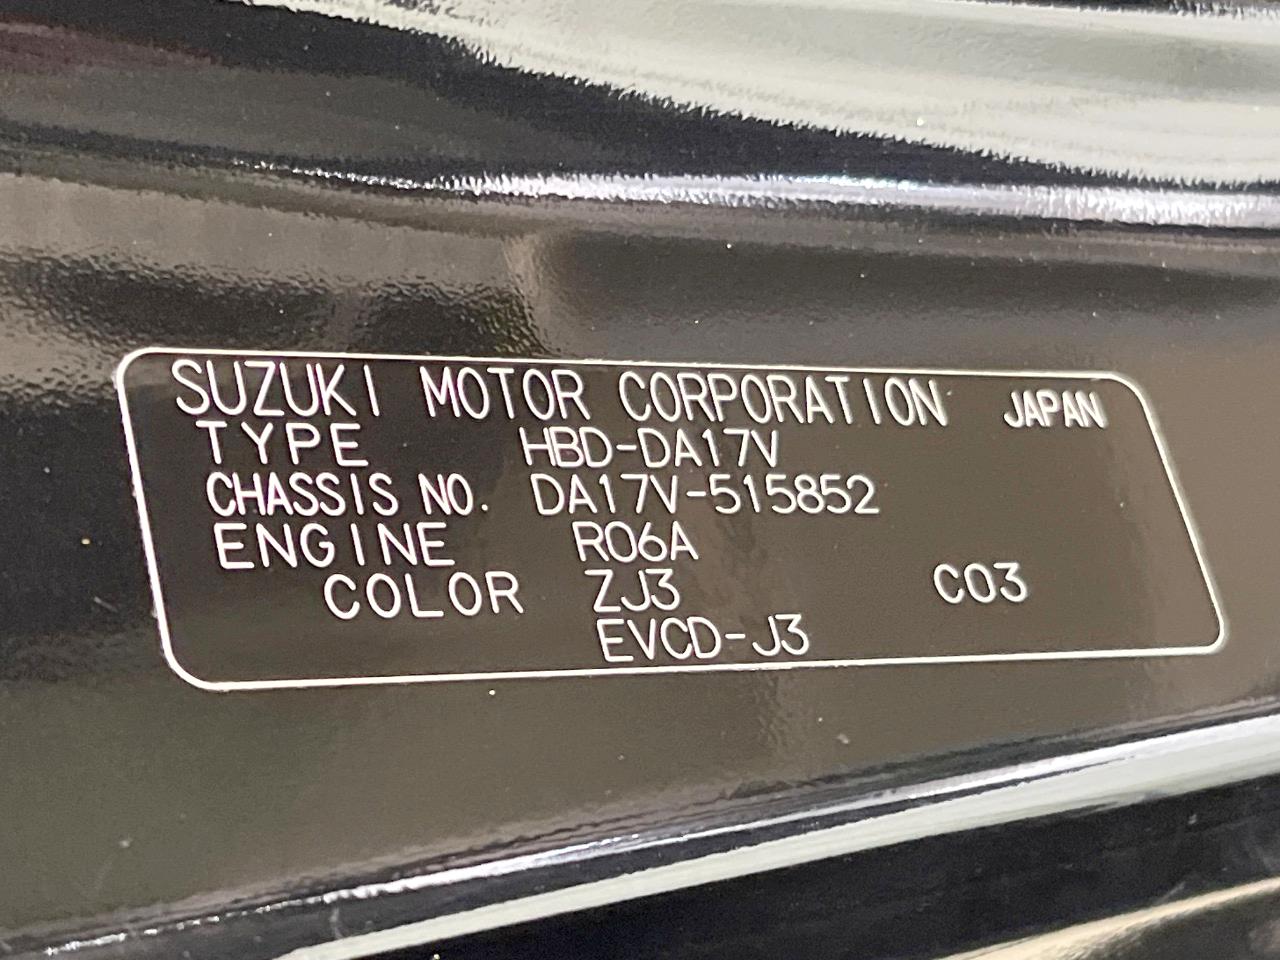 SUZUKI MOTOR CORPORATION JAPAN
TYPE HBD-DA17V
CHASSIS NO. DA17V-515852
ENGINE R06A
COLOR ZJ3 C03
EVCD-J3